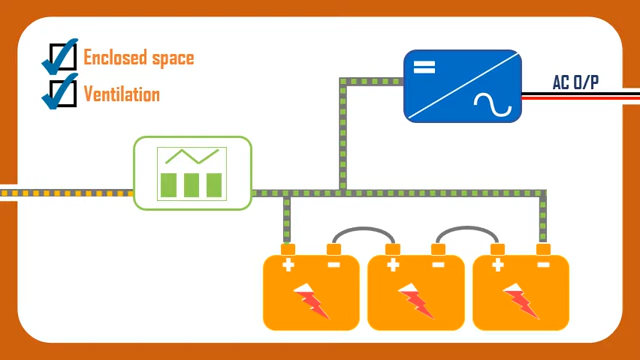 Enclosed space
Ventilation
AC O/P
+ - + - + -